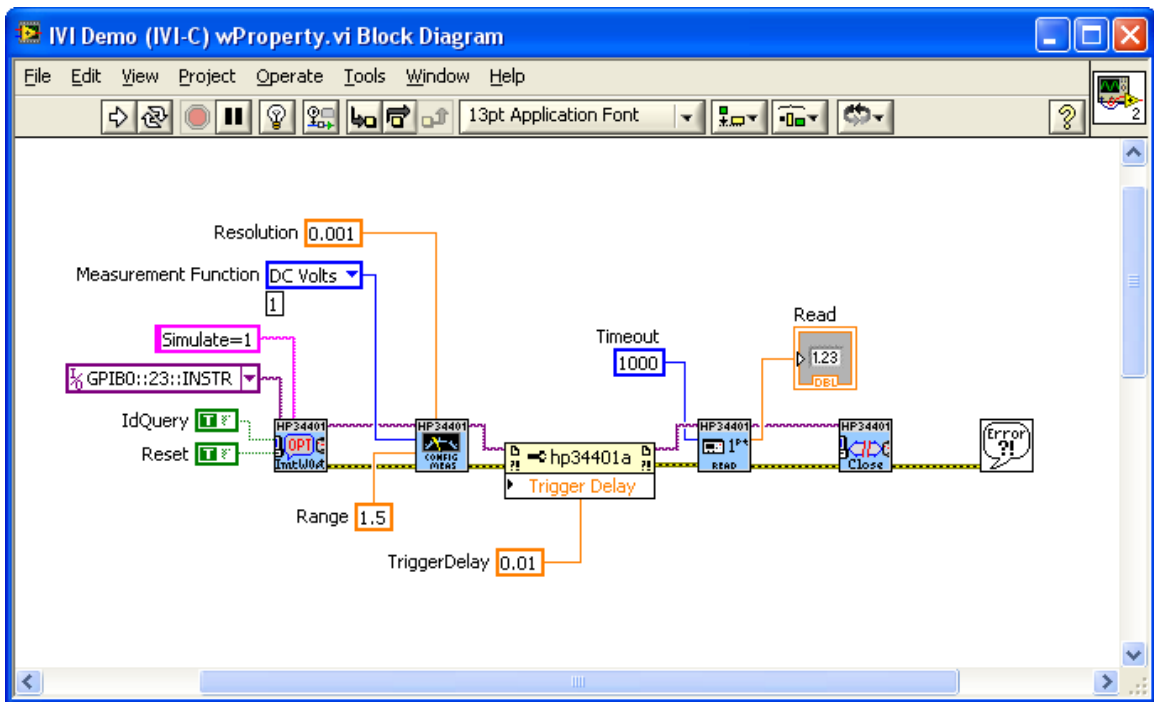 IVI Demo (IVI-C) wProperty.vi Block Diagram
File Edit View Project Operate Tools Window Help
13pt Application Font
2
Resolution 0.001
Measurement Function DC Volts
1
Simulate=1
GPIB0::23::INSTR
IdQuery T
Reset T
HP34401
OPT
InitWOpt
HP34401
CONFIG
MEAS
Range 1.5
?! hp34401a ?!
Trigger Delay
TriggerDelay 0.01
Timeout
1000
HP34401
1Pt
READ
Read
1.23
DBL
HP34401
Close
Error
?!